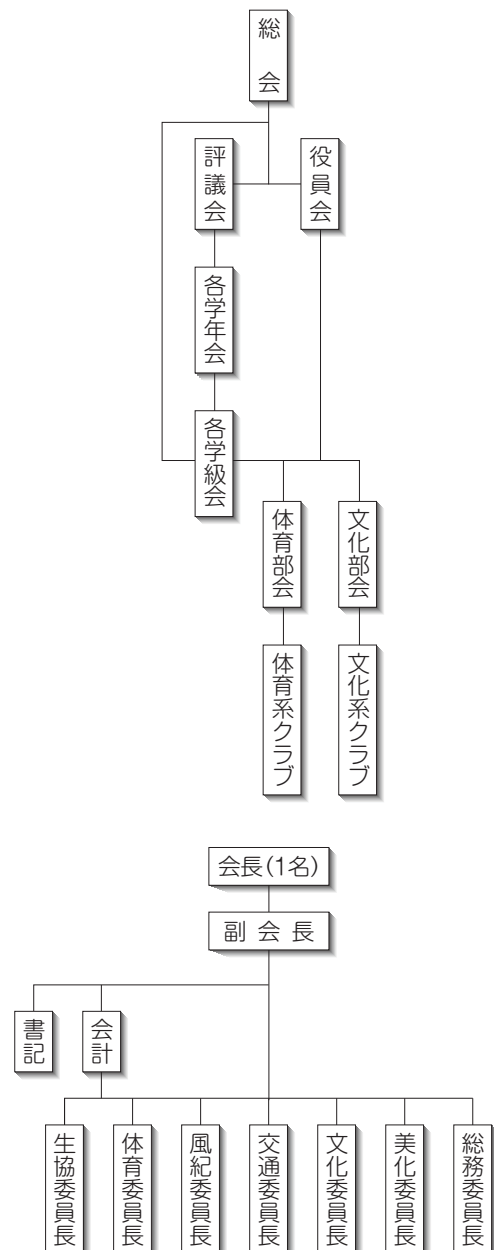 総会
評議会
役員会
各学年会
各学級会
体育部会
文化部会
体育系クラブ
文化系クラブ
会長(1名)
副会長
書記
会計
生協委員長
体育委員長
風紀委員長
交通委員長
文化委員長
美化委員長
総務委員長